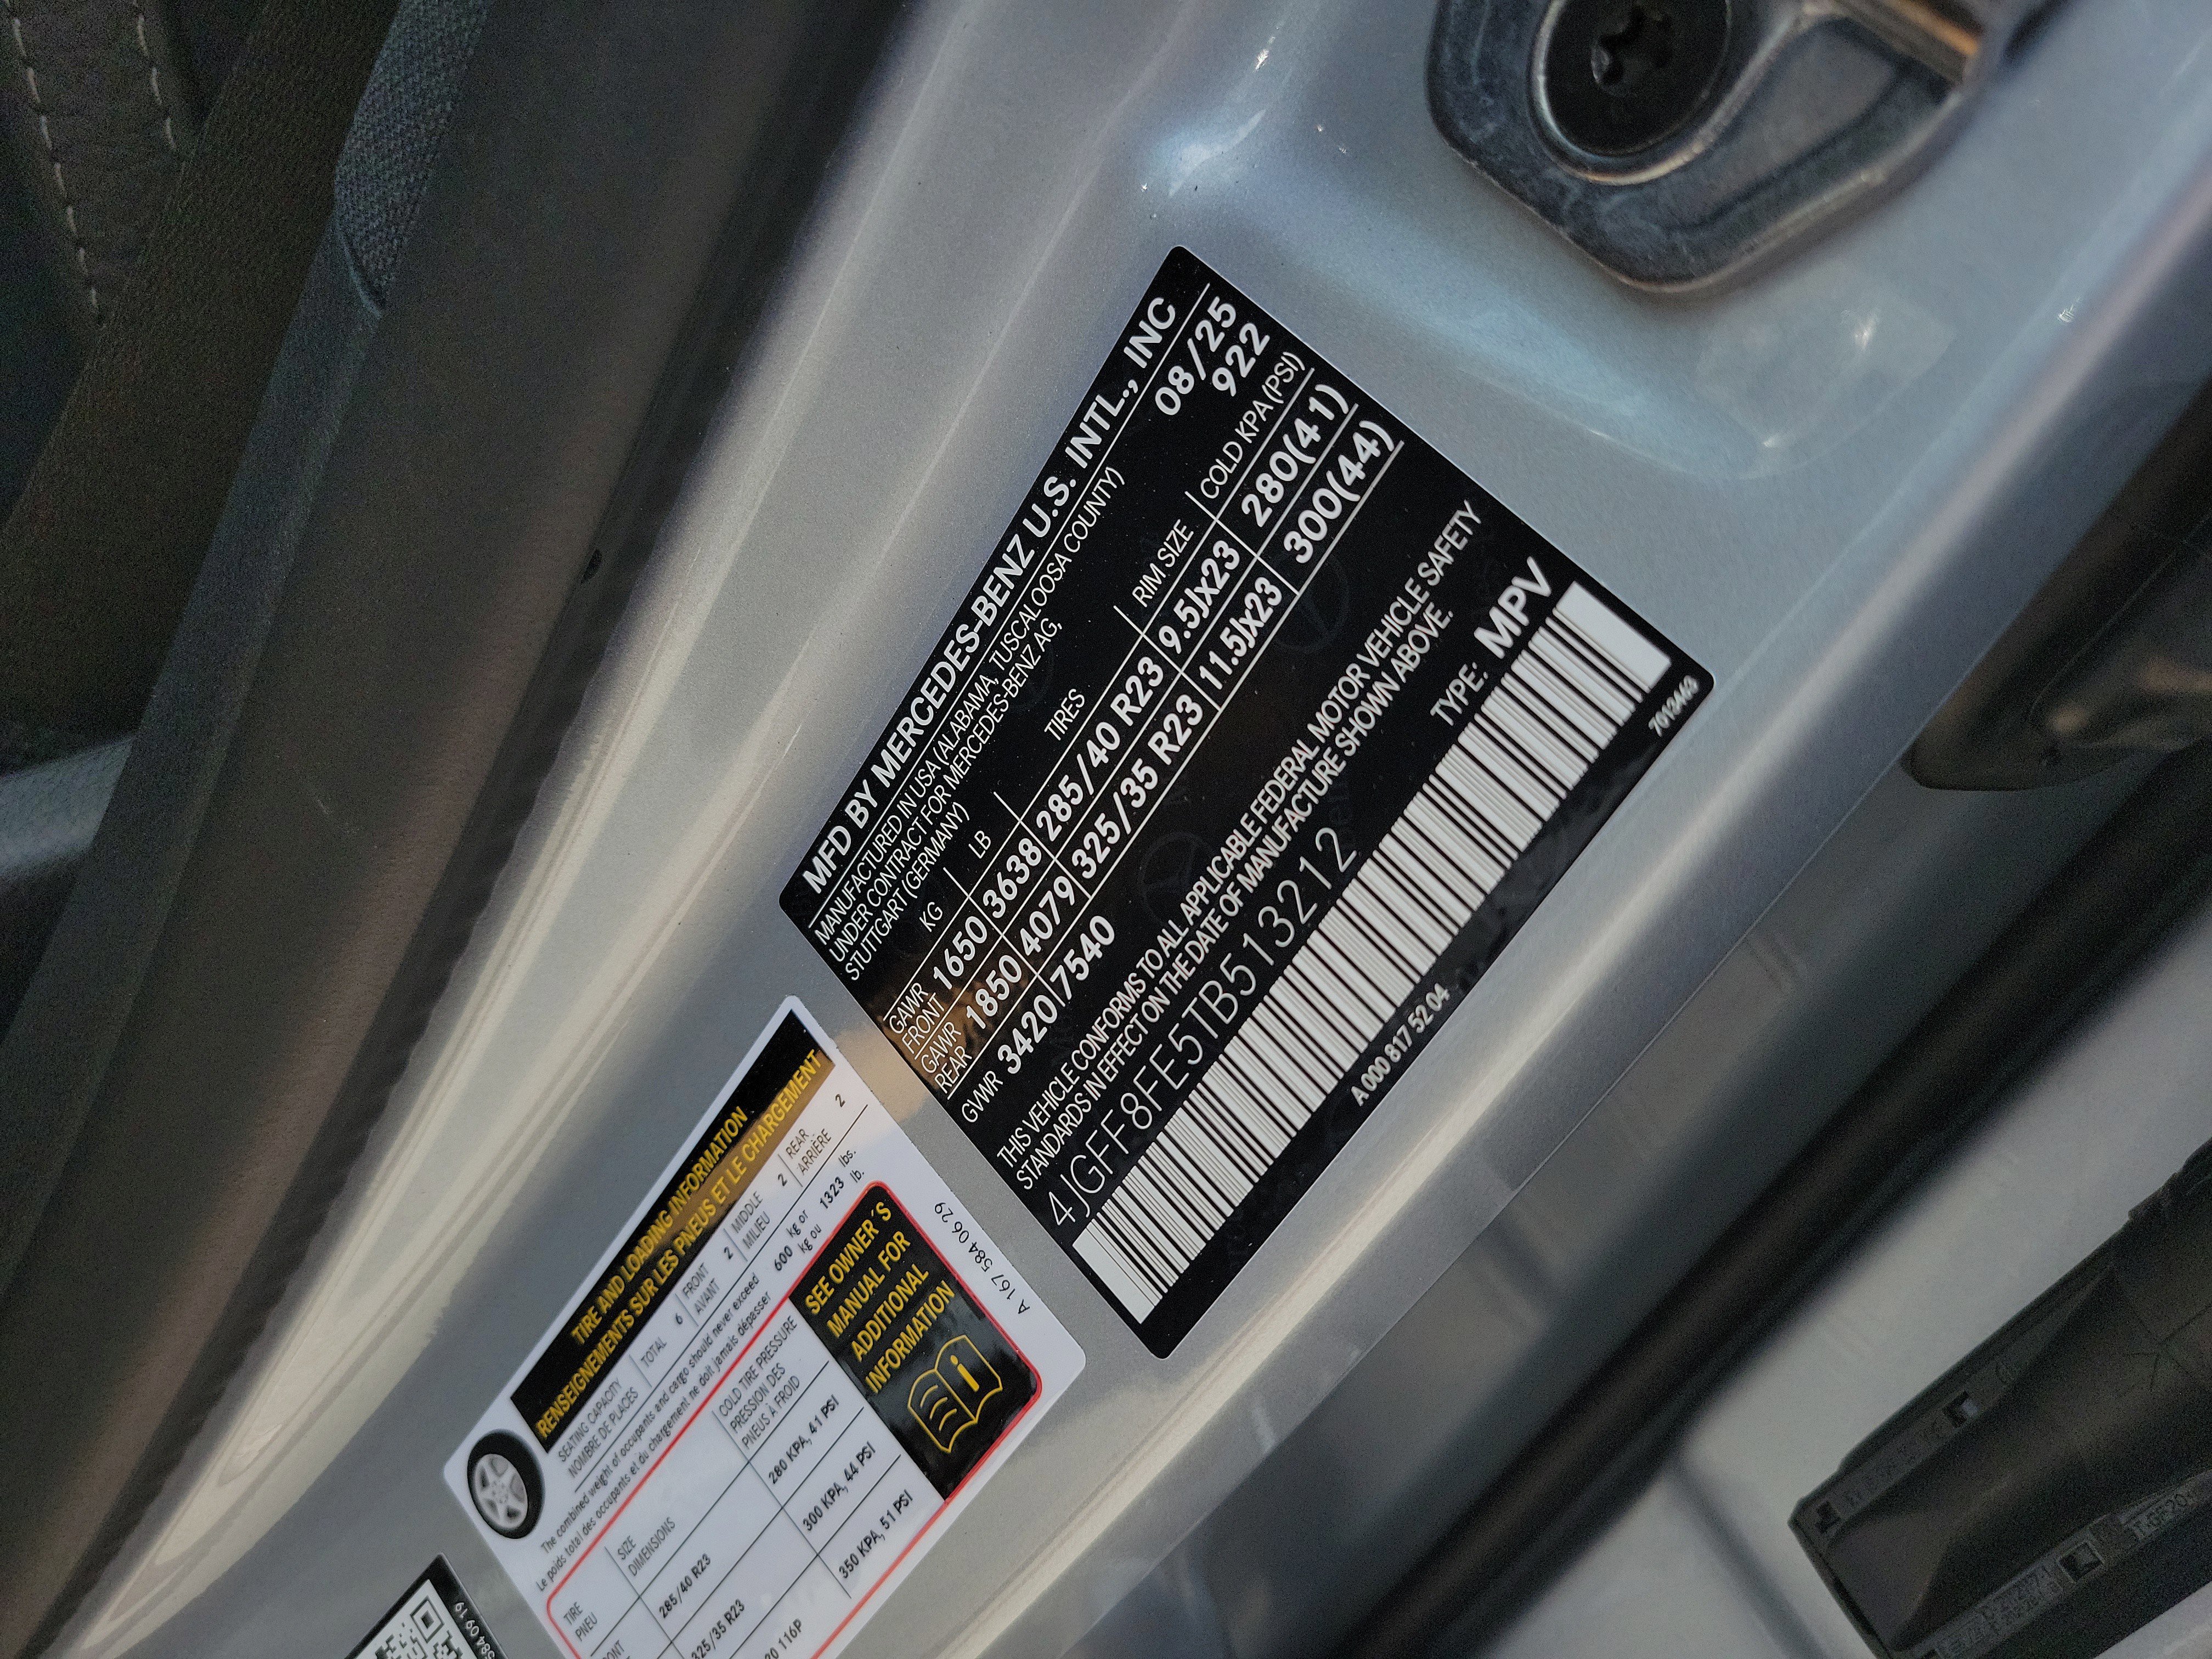 MFD BY MERCEDES-BENZ U.S. INTL., INC
MANUFACTURED IN USA (ALABAMA, TUSCALOOSA COUNTY) 08/25
UNDER CONTRACT FOR MERCEDES-BENZ AG, 922
STUTTGART (GERMANY)
KG LB TIRES RIM SIZE COLD KPA(PSI)
GAWR FRONT 1650 3638 285/40 R23 9.5Jx23 280(41)
GAWR REAR 1850 4079 325/35 R23 11.5Jx23 300(44)
GVWR 3420 7540
THIS VEHICLE CONFORMS TO ALL APPLICABLE FEDERAL MOTOR VEHICLE SAFETY
STANDARDS IN EFFECT ON THE DATE OF MANUFACTURE SHOWN ABOVE.
4JGFF8FE5TB513212 TYPE: MPV
A 000 817 52 04 7013443
TIRE AND LOADING INFORMATION
RENSEIGNEMENTS SUR LES PNEUS ET LE CHARGEMENT
SEATING CAPACITY TOTAL 6 FRONT 2 MIDDLE 2 REAR 2
NOMBRE DE PLACES AVANT MILIEU ARRIÈRE
The combined weight of occupants and cargo should never exceed 600 kg or 1323 lbs.
Le poids total des occupants et du chargement ne doit jamais dépasser kg ou lb.
TIRE SIZE COLD TIRE PRESSURE
PNEU DIMENSIONS PRESSION DES
PNEUS À FROID
285/40 R23 280 KPA, 41 PSI
325/35 R23 300 KPA, 44 PSI
116P 350 KPA, 51 PSI
SEE OWNER'S
MANUAL FOR
ADDITIONAL
INFORMATION
A 167 584 06 29
584 09 19